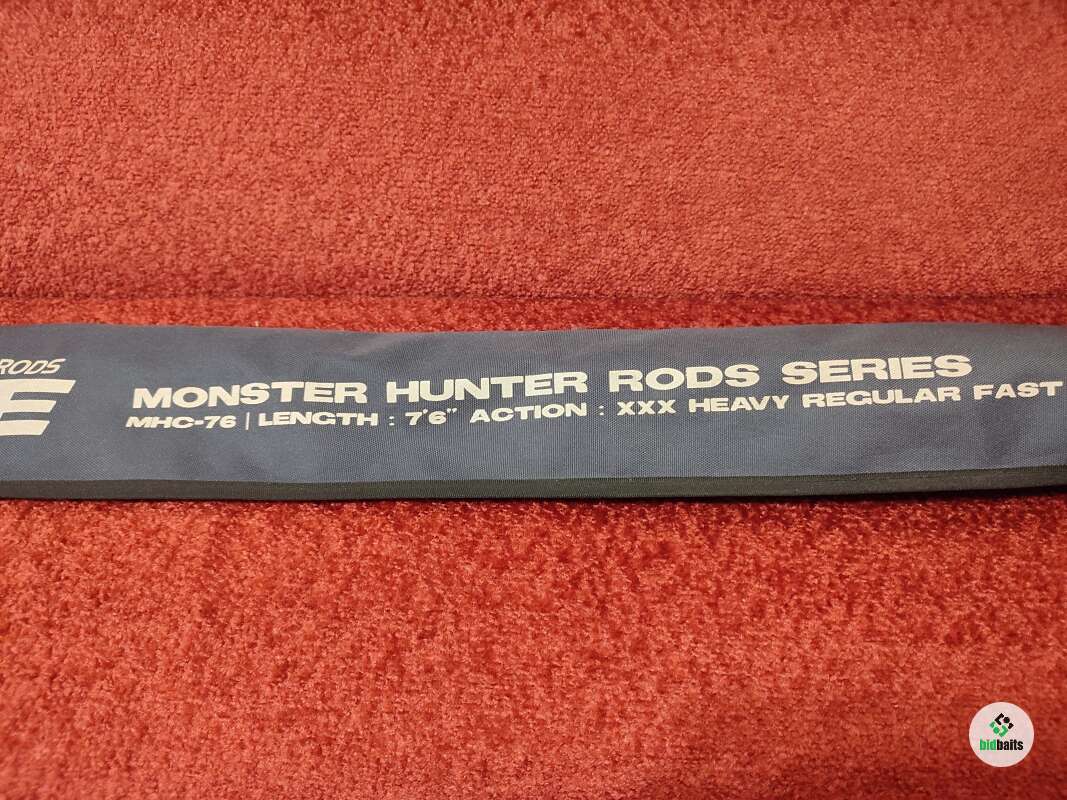 RODS
E
MONSTER HUNTER RODS SERIES
MHC-76 | LENGTH : 7'6" ACTION : XXX HEAVY REGULAR FAST
bidbaits